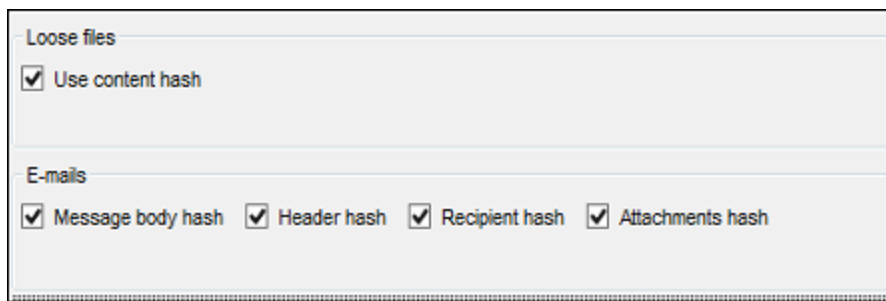 Loose files
Use content hash
E-mails
Message body hash Header hash Recipient hash Attachments hash